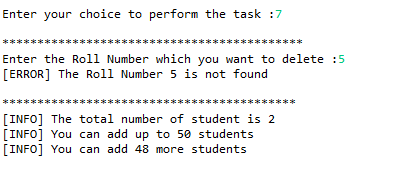 Enter your choice to perform the task :7
*******************************************
Enter the Roll Number which you want to delete :5
[ERROR] The Roll Number 5 is not found
******************************************
[INFO] The total number of student is 2
[INFO] You can add up to 50 students
[INFO] You can add 48 more students